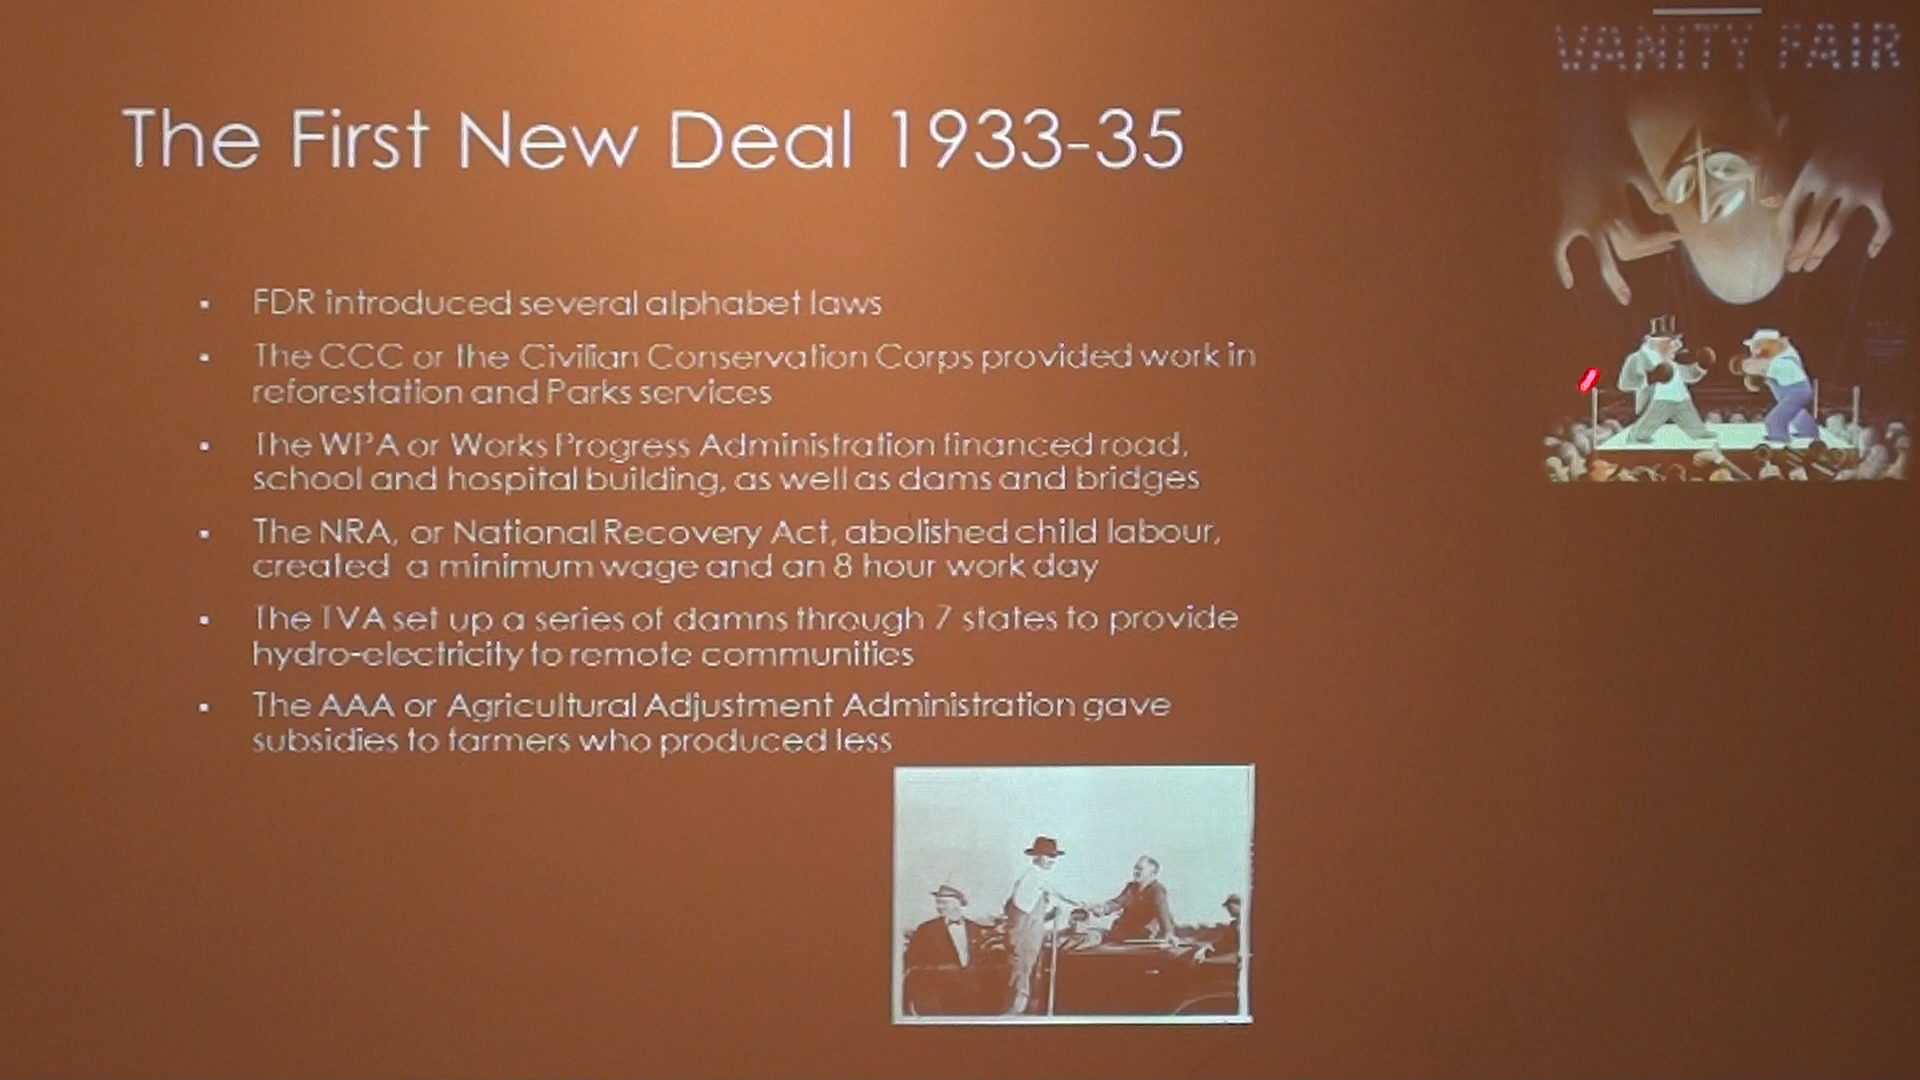 VANITY FAIR
The First New Deal 1933-35
▪ FDR introduced several alphabet laws
▪ The CCC or the Civilian Conservation Corps provided work in
reforestation and Parks services
▪ The WPA or Works Progress Administration financed road,
school and hospital building, as well as dams and bridges
▪ The NRA, or National Recovery Act, abolished child labour,
created a minimum wage and an 8 hour work day
▪ The TVA set up a series of damns through 7 states to provide
hydro-electricity to remote communities
▪ The AAA or Agricultural Adjustment Administration gave
subsidies to farmers who produced less